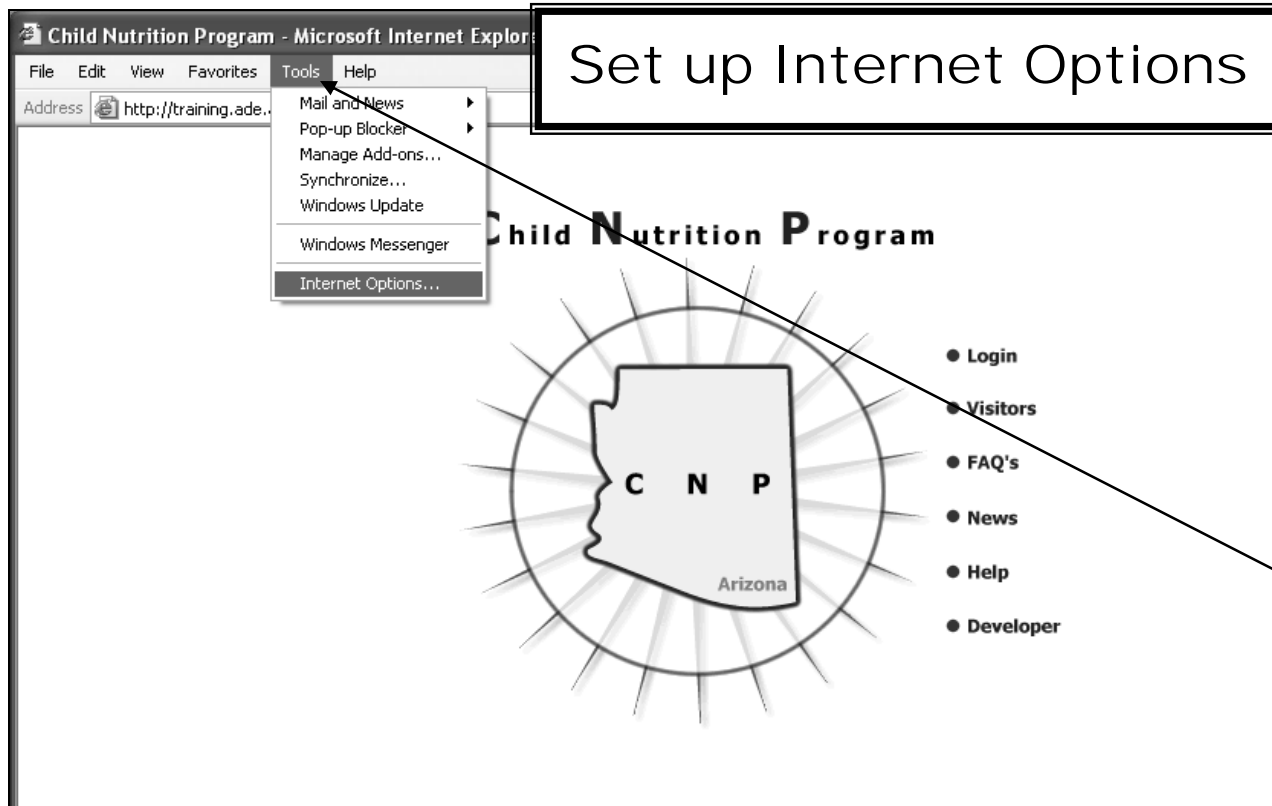 Child Nutrition Program - Microsoft Internet Explor
Set up Internet Options
File Edit View Favorites Tools Help
Address http://training.ade..
Mail and News
Pop-up Blocker
Manage Add-ons...
Synchronize...
Windows Update
Windows Messenger
Internet Options...
Child Nutrition Program
C N P
Arizona
Login
Visitors
FAQ's
News
Help
Developer